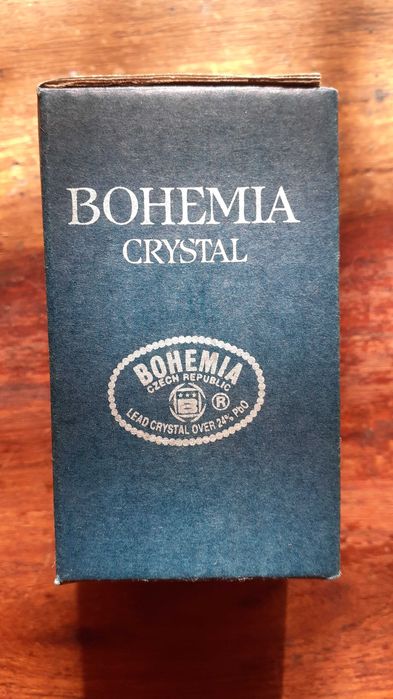 BOHEMIA
CRYSTAL
BOHEMIA
CZECH REPUBLIC
B ®
LEAD CRYSTAL OVER 24% PbO